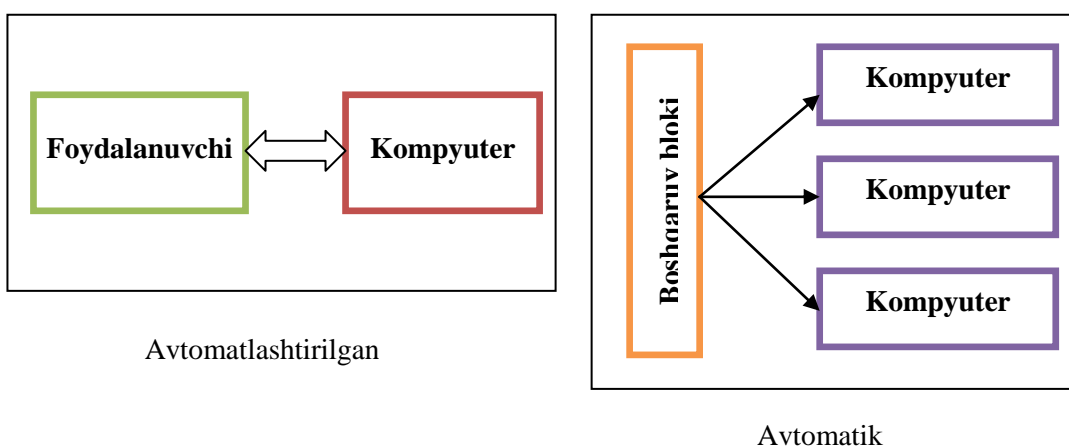 Foydalanuvchi
Kompyuter
Avtomatlashtirilgan
Boshqaruv bloki
Kompyuter
Kompyuter
Kompyuter
Avtomatik